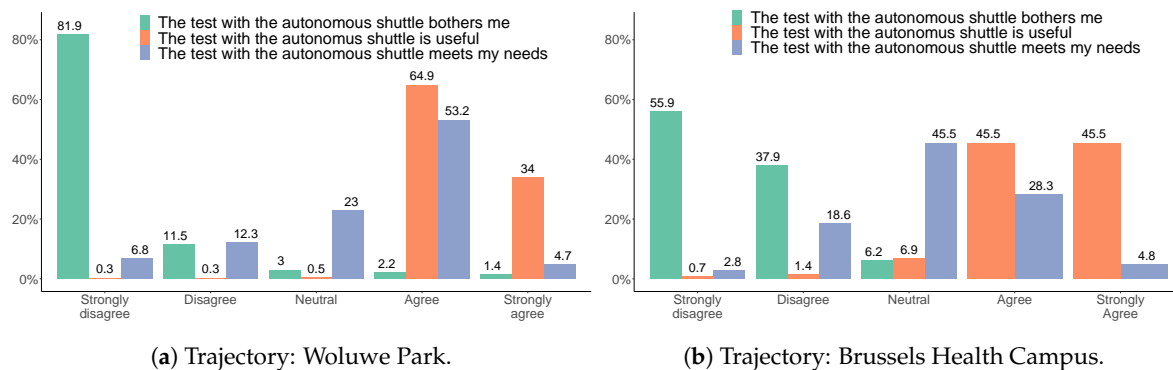 The test with the autonomous shuttle bothers me
The test with the autonomus shuttle is useful
The test with the autonomous shuttle meets my needs
80%
60%
40%
20%
0%
81.9
0.3
6.8
11.5
0.3
12.3
3
0.5
23
2.2
64.9
53.2
1.4
34
4.7
Strongly
disagree
Disagree
Neutral
Agree
Strongly
agree
(a) Trajectory: Woluwe Park.
The test with the autonomous shuttle bothers me
The test with the autonomous shuttle is useful
The test with the autonomous shuttle meets my needs
80%
60%
40%
20%
0%
55.9
0.7
2.8
37.9
1.4
18.6
6.2
6.9
45.5
45.5
28.3
45.5
4.8
Strongly
disagree
Disagree
Neutral
Agree
Strongly
Agree
(b) Trajectory: Brussels Health Campus.